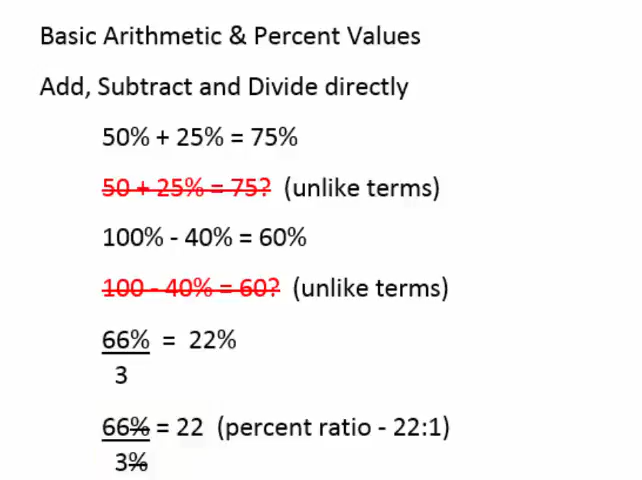 Basic Arithmetic & Percent Values
Add, Subtract and Divide directly
50% + 25% = 75%
50 + 25% = 75? (unlike terms)
100% - 40% = 60%
100 - 40% = 60? (unlike terms)
66% = 22%
3
66% = 22 (percent ratio - 22:1)
3%